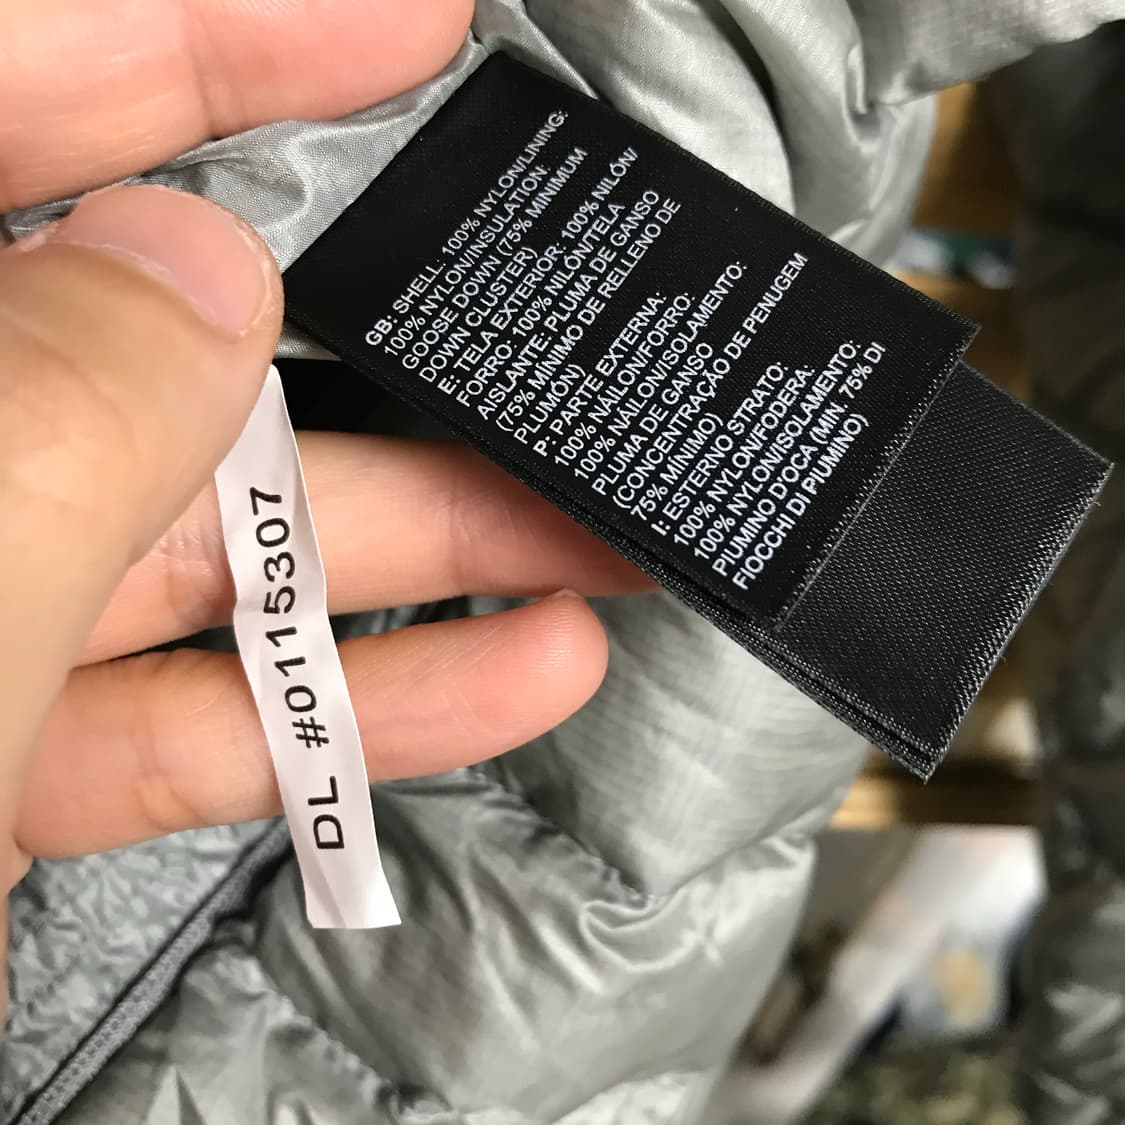 GB: SHELL: 100% NYLON/LINING:
100% NYLON/INSULATION:
GOOSE DOWN (75% MINIMUM
DOWN CLUSTER)
E: TELA EXTERIOR: 100% NILÓN/
FORRO: 100% NILÓN/TELA
AISLANTE: PLUMA DE GANSO
(75% MÍNIMO DE RELLENO DE
PLUMÓN)
P: PARTE EXTERNA:
100% NÁILON/FORRO:
100% NÁILON/ISOLAMENTO:
PLUMA DE GANSO
(CONCENTRAÇÃO DE PENUGEM
75% MÍNIMO)
I: ESTERNO STRATO:
100% NYLON/FODERA:
100% NYLON/ISOLAMENTO:
PIUMINO D'OCA (MIN. 75% DI
FIOCCHI DI PIUMINO)
DL #0115307